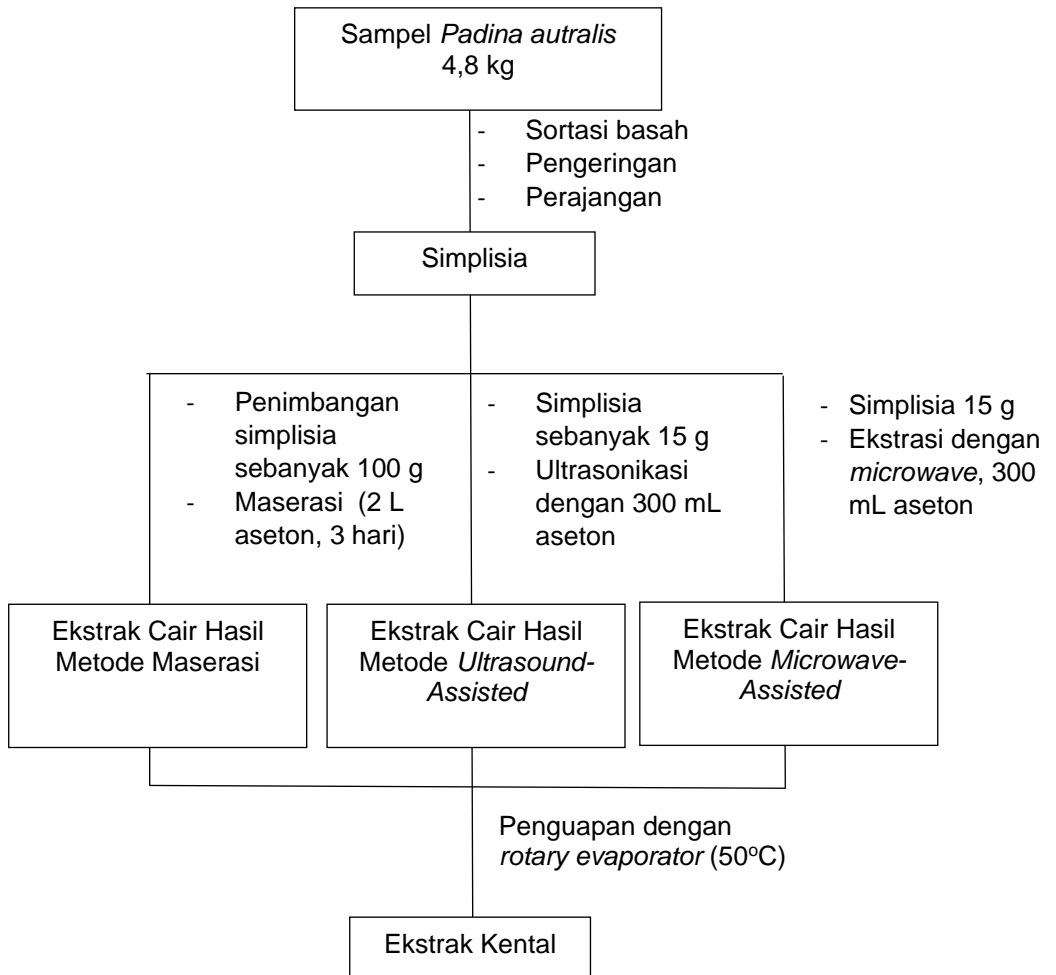 Sampel Padina autralis
4,8 kg
- Sortasi basah
- Pengeringan
- Perajangan
Simplisia
- Penimbangan
simplisia
sebanyak 100 g
- Maserasi (2 L
aseton, 3 hari)
- Simplisia
sebanyak 15 g
- Ultrasonikasi
dengan 300 mL
aseton
- Simplisia 15 g
- Ekstrasi dengan
microwave, 300
mL aseton
Ekstrak Cair Hasil
Metode Maserasi
Ekstrak Cair Hasil
Metode Ultrasound-
Assisted
Ekstrak Cair Hasil
Metode Microwave-
Assisted
Penguapan dengan
rotary evaporator (50oC)
Ekstrak Kental